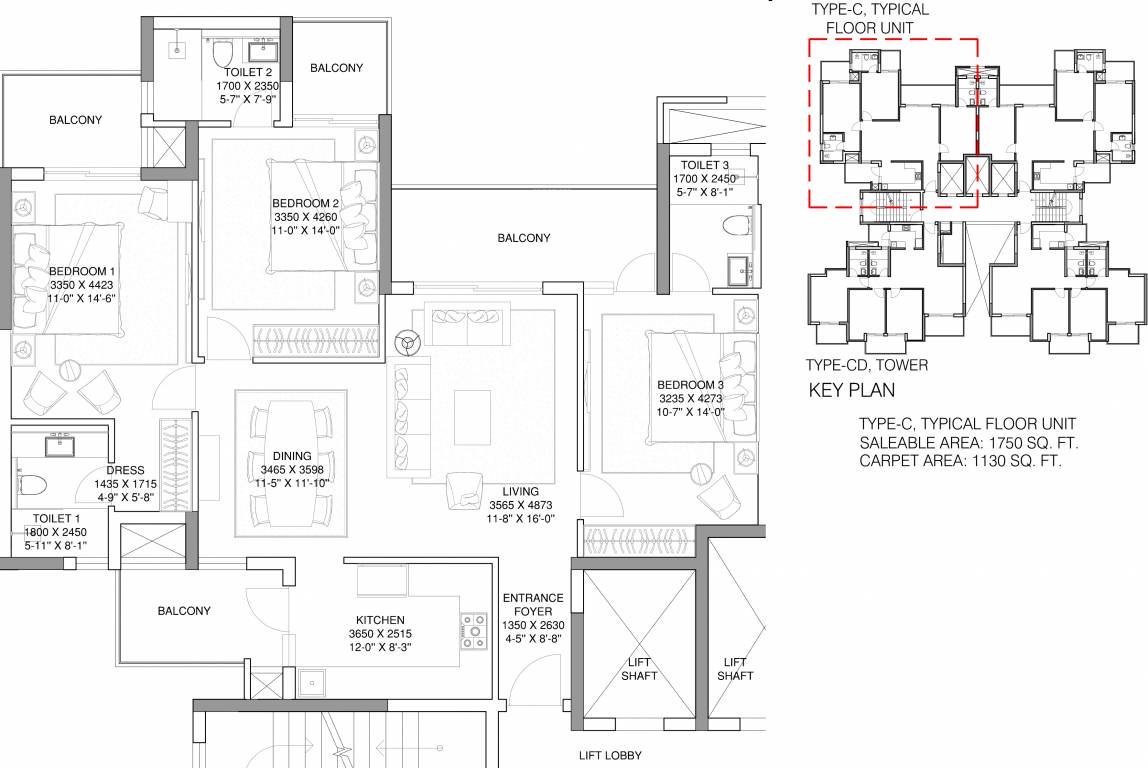 TYPE-C, TYPICAL
FLOOR UNIT
TOILET 2
1700 X 2350
5-7" X 7'-9"
BALCONY
BALCONY
TOILET 3
1700 X 2450
5-7" X 8'-1"
BEDROOM 2
3350 X 4260
11-0" X 14'-0"
BALCONY
BEDROOM 1
3350 X 4423
11-0" X 14'-6"
BEDROOM 3
3235 X 4273
10-7" X 14'-0"
TYPE-CD, TOWER
KEY PLAN
TYPE-C, TYPICAL FLOOR UNIT
SALEABLE AREA: 1750 SQ. FT.
CARPET AREA: 1130 SQ. FT.
DINING
3465 X 3598
11-5" X 11'-10"
DRESS
1435 X 1715
4-9" X 5'-8"
LIVING
3565 X 4873
11-8" X 16'-0"
TOILET 1
1800 X 2450
5-11" X 8'-1"
BALCONY
KITCHEN
3650 X 2515
12-0" X 8'-3"
ENTRANCE
FOYER
1350 X 2630
4-5" X 8'-8"
LIFT
SHAFT
LIFT
SHAFT
LIFT LOBBY